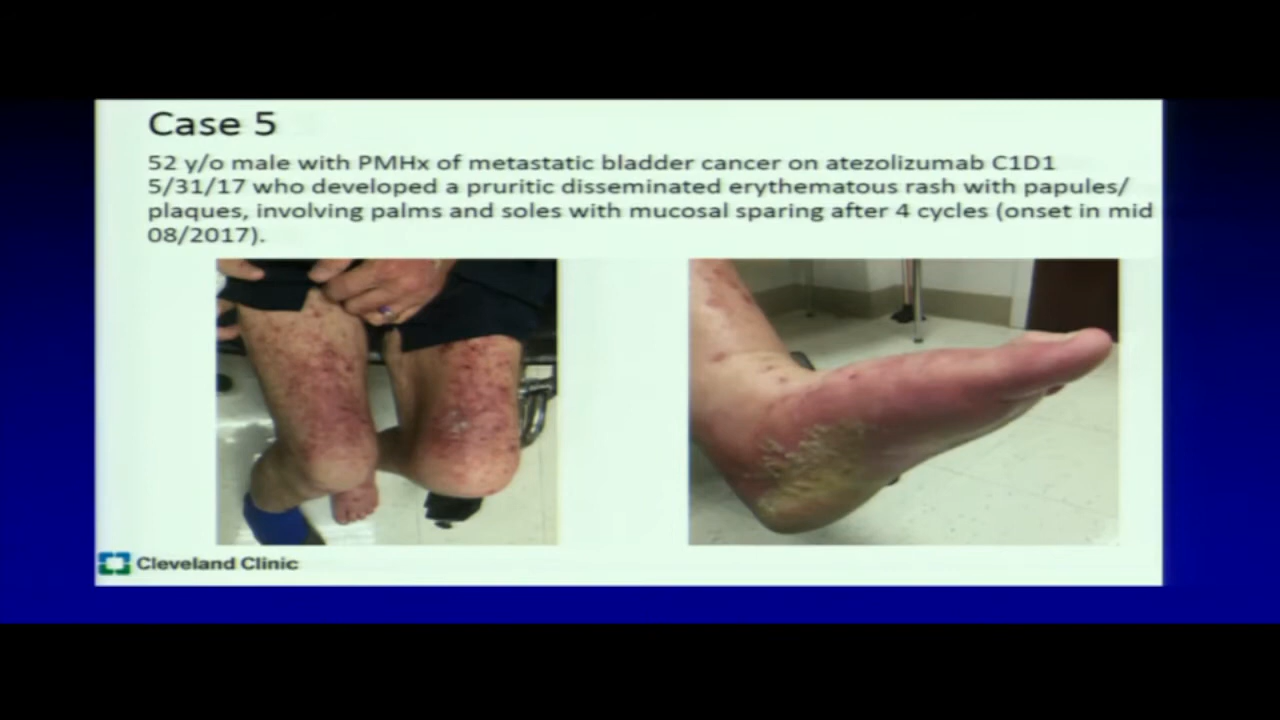 Case 5
52 y/o male with PMHx of metastatic bladder cancer on atezolizumab C1D1
5/31/17 who developed a pruritic disseminated erythematous rash with papules/
plaques, involving palms and soles with mucosal sparing after 4 cycles (onset in mid
08/2017).
Cleveland Clinic